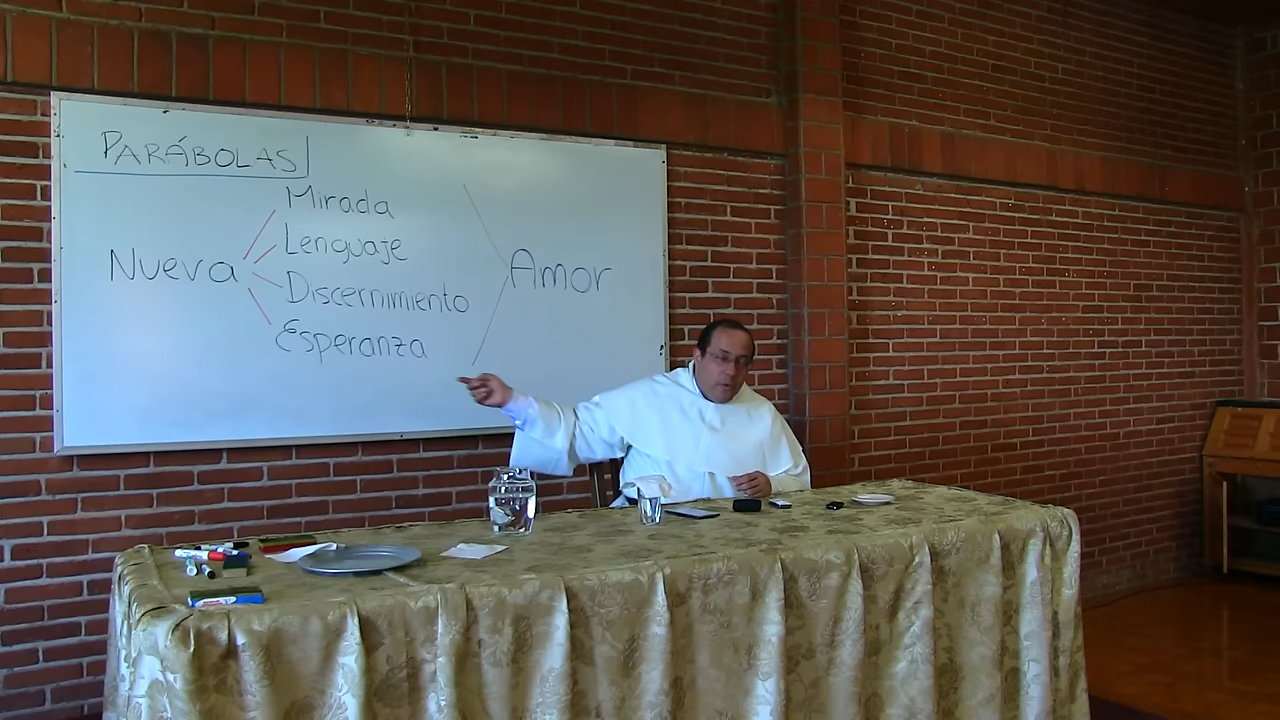 PARÁBOLAS
Mirada
Lenguaje
Nueva
Amor
Discernimiento
Esperanza